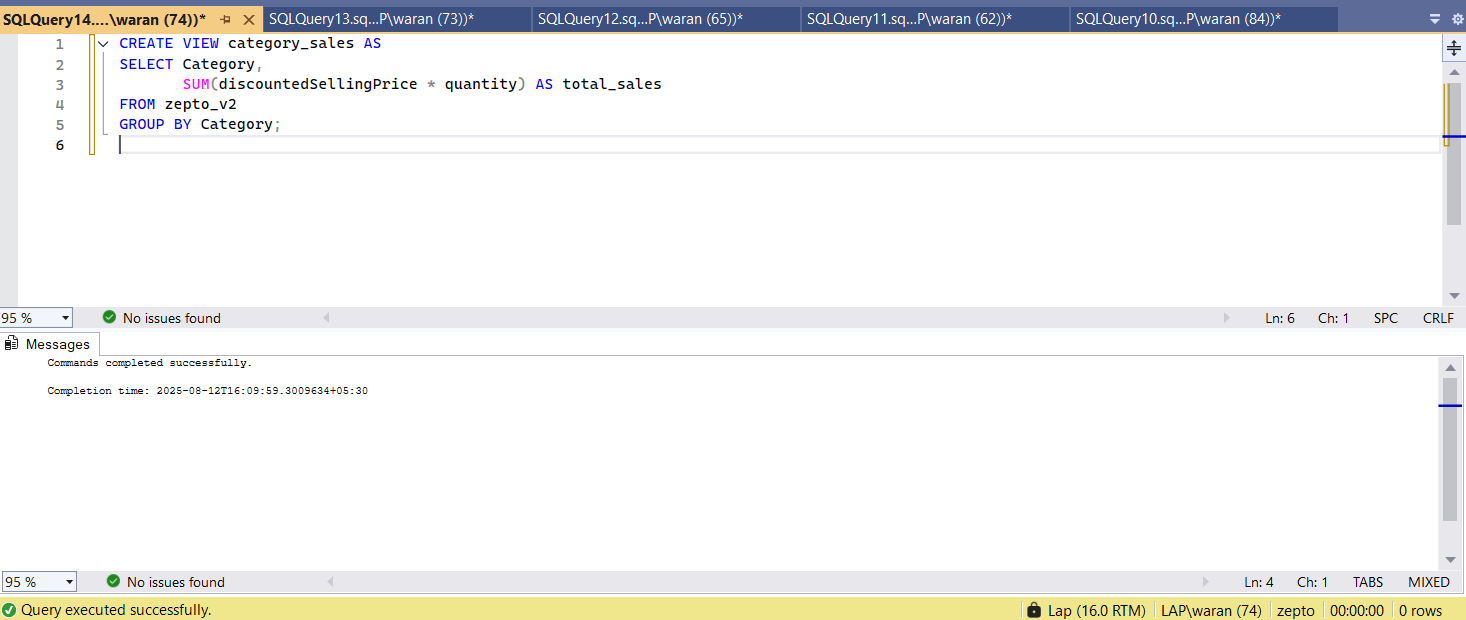 SQLQuery14....\waran (74))* SQLQuery13.sq...P\waran (73))* SQLQuery12.sq...P\waran (65))* SQLQuery11.sq...P\waran (62))* SQLQuery10.sq...P\waran (84))*
1 CREATE VIEW category_sales AS
2 SELECT Category,
3 SUM(discountedSellingPrice * quantity) AS total_sales
4 FROM zepto_v2
5 GROUP BY Category;
6
95 % No issues found Ln: 6 Ch: 1 SPC CRLF
Messages
Commands completed successfully.
Completion time: 2025-08-12T16:09:59.3009634+05:30
95 % No issues found Ln: 4 Ch: 1 TABS MIXED
Query executed successfully. Lap (16.0 RTM) LAP\waran (74) zepto 00:00:00 0 rows